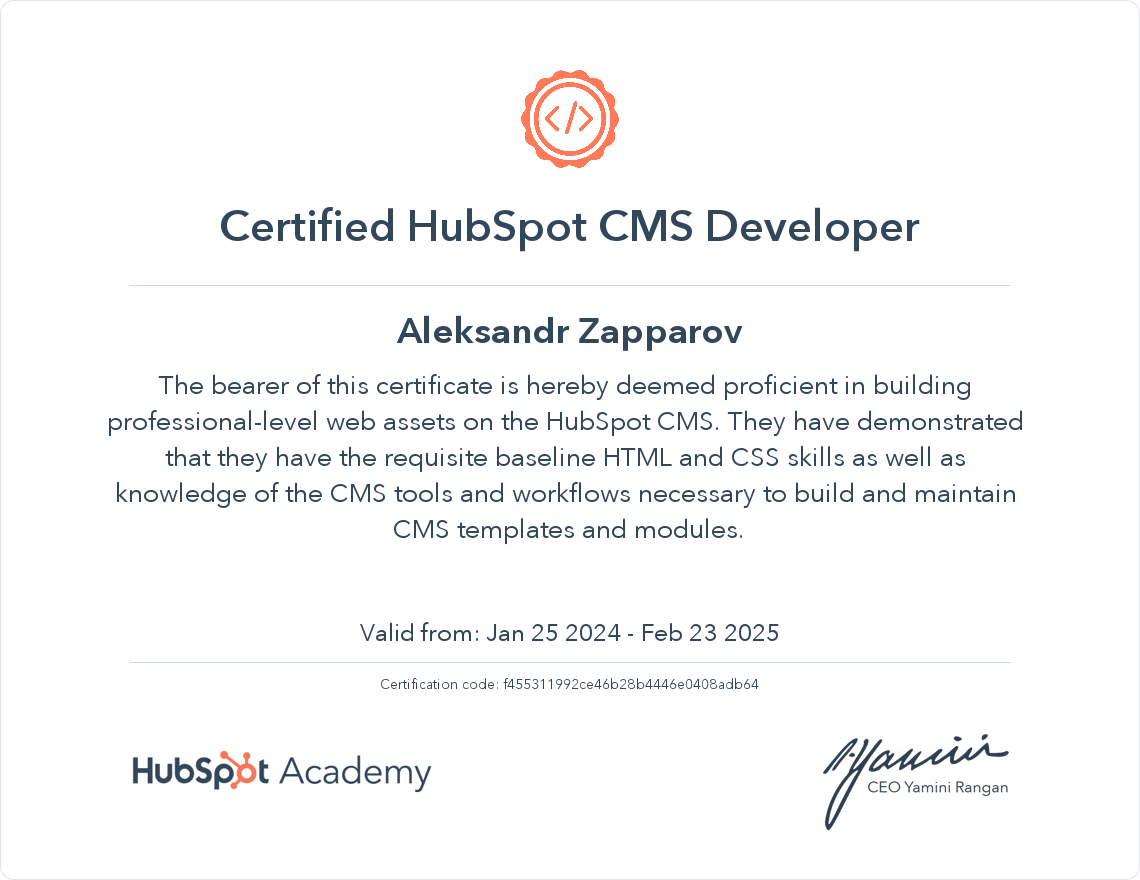 </>
Certified HubSpot CMS Developer
Aleksandr Zapparov
The bearer of this certificate is hereby deemed proficient in building
professional-level web assets on the HubSpot CMS. They have demonstrated
that they have the requisite baseline HTML and CSS skills as well as
knowledge of the CMS tools and workflows necessary to build and maintain
CMS templates and modules.
Valid from: Jan 25 2024 - Feb 23 2025
Certification code: f455311992ce46b28b4446e0408adb64
HubSpot Academy
CEO Yamini Rangan